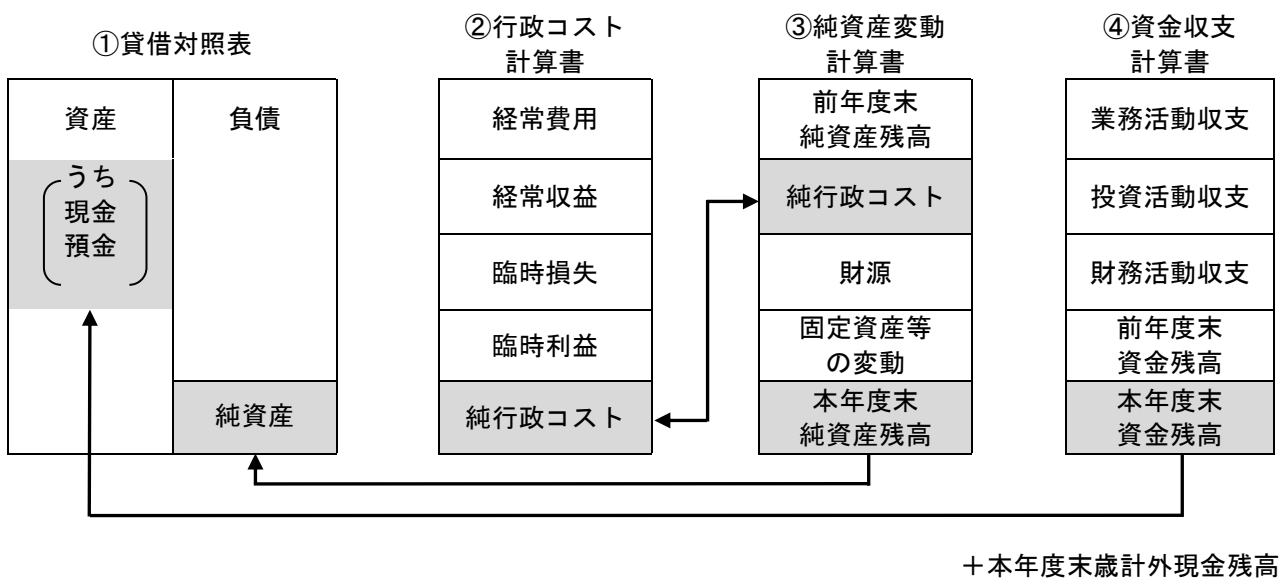 ①貸借対照表
資産
負債
うち
現金
預金
純資産
②行政コスト
計算書
経常費用
経常収益
臨時損失
臨時利益
純行政コスト
③純資産変動
計算書
前年度末
純資産残高
純行政コスト
財源
固定資産等
の変動
本年度末
純資産残高
④資金収支
計算書
業務活動収支
投資活動収支
財務活動収支
前年度末
資金残高
本年度末
資金残高
＋本年度末歳計外現金残高